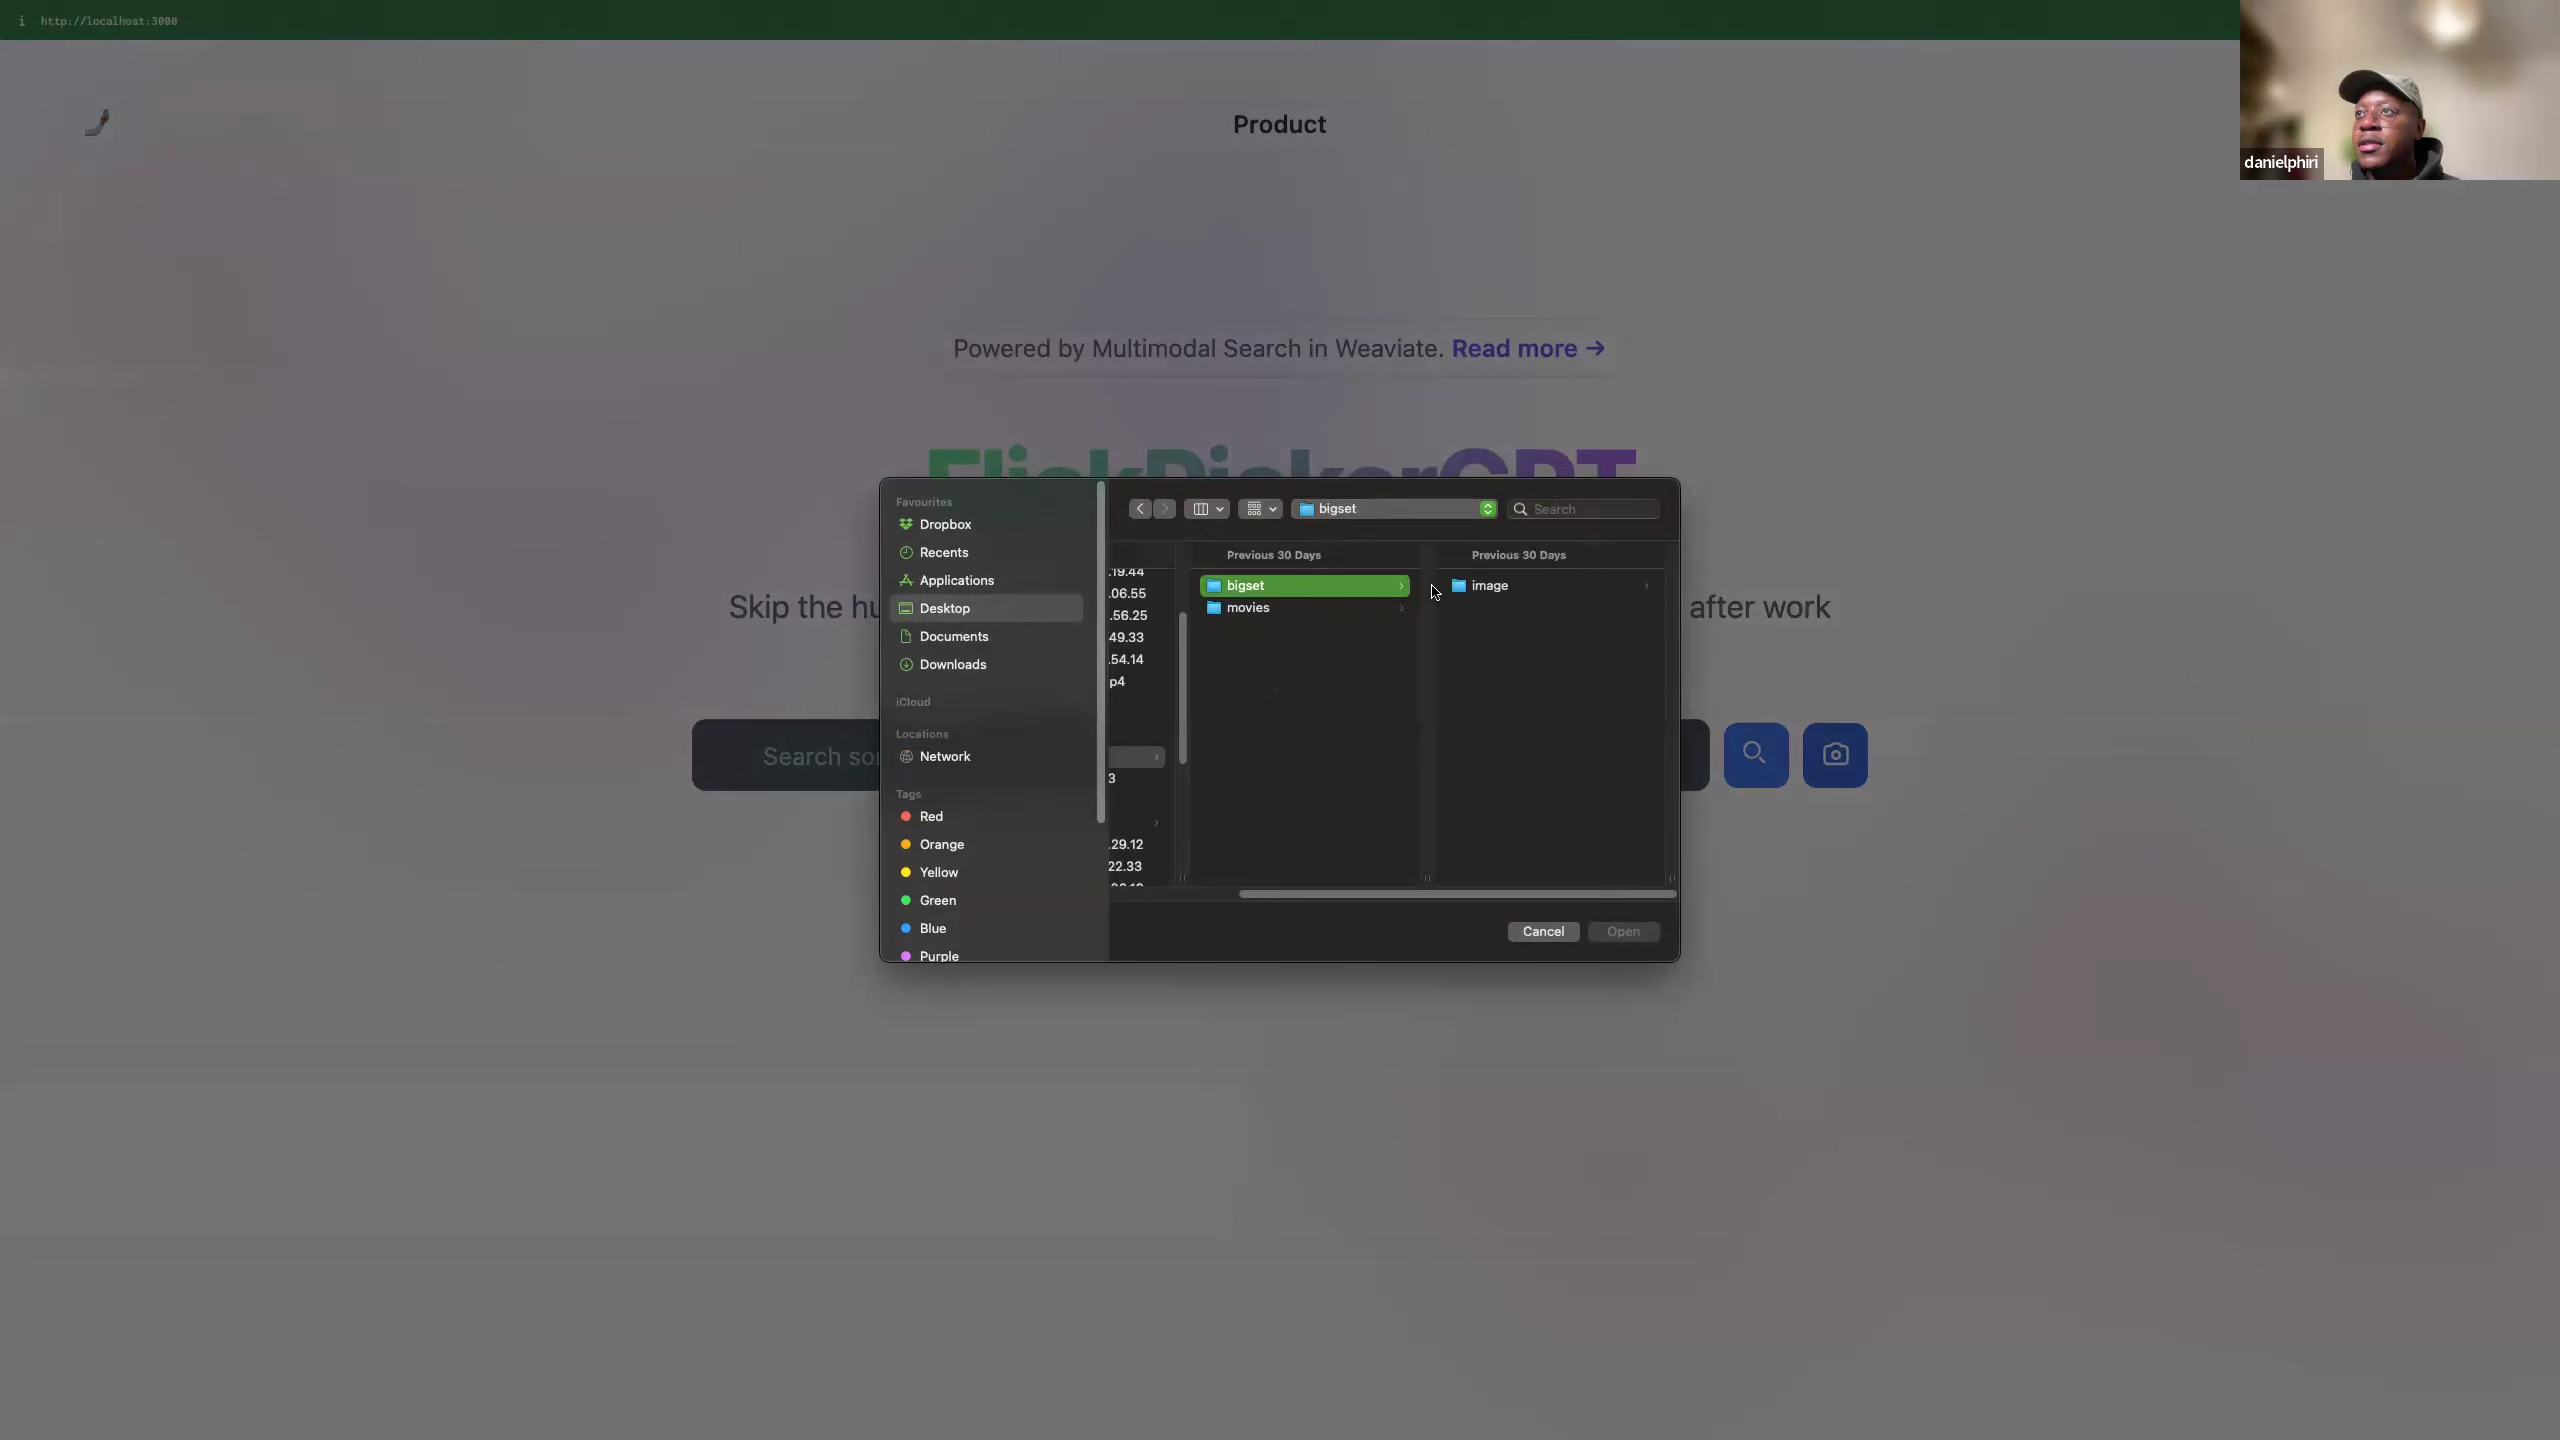 i http://localhost:3000
danielphiri
Product
Powered by Multimodal Search in Weaviate. Read more →
FlickPickerGPT
Skip the hu
after work
Search so
Favourites
Dropbox
Recents
Applications
Desktop
Documents
Downloads
iCloud
Locations
Network
Tags
Red
Orange
Yellow
Green
Blue
Purple
bigset
Search
.19.44
.06.55
.56.25
49.33
.54.14
p4
3
.29.12
22.33
Previous 30 Days
bigset
movies
Previous 30 Days
image
Cancel
Open